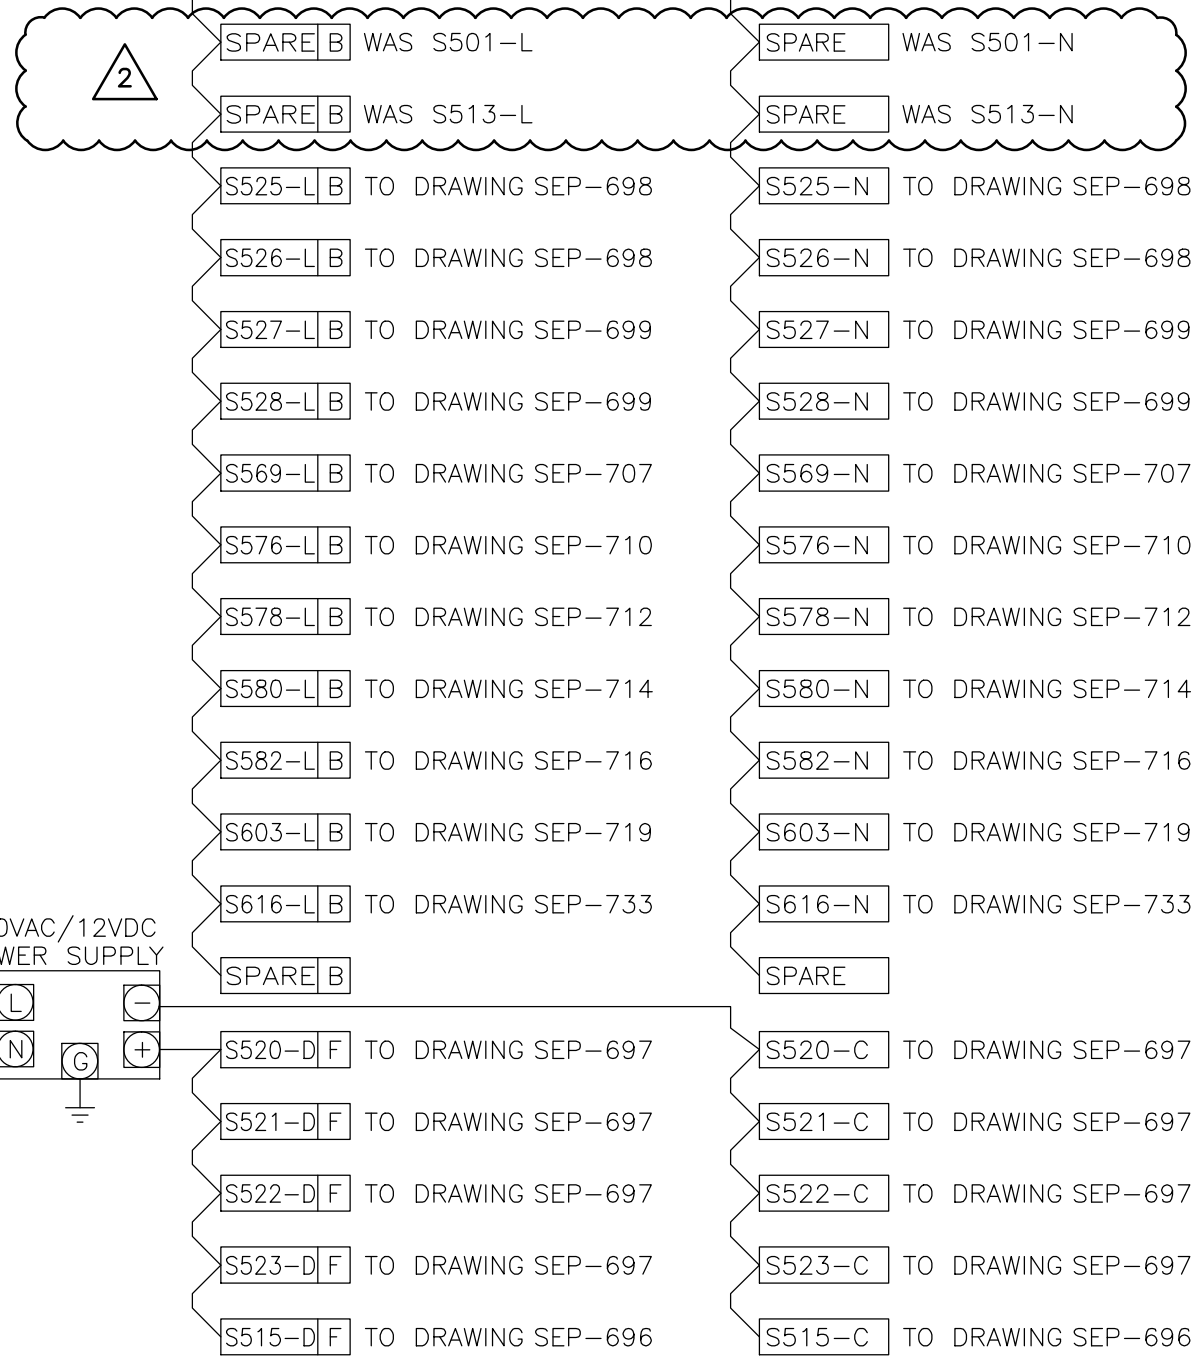 SPARE B WAS S501-L SPARE WAS S501-N
2
SPARE B WAS S513-L SPARE WAS S513-N
S525-L B TO DRAWING SEP-698 S525-N TO DRAWING SEP-698
S526-L B TO DRAWING SEP-698 S526-N TO DRAWING SEP-698
S527-L B TO DRAWING SEP-699 S527-N TO DRAWING SEP-699
S528-L B TO DRAWING SEP-699 S528-N TO DRAWING SEP-699
S569-L B TO DRAWING SEP-707 S569-N TO DRAWING SEP-707
S576-L B TO DRAWING SEP-710 S576-N TO DRAWING SEP-710
S578-L B TO DRAWING SEP-712 S578-N TO DRAWING SEP-712
S580-L B TO DRAWING SEP-714 S580-N TO DRAWING SEP-714
S582-L B TO DRAWING SEP-716 S582-N TO DRAWING SEP-716
S603-L B TO DRAWING SEP-719 S603-N TO DRAWING SEP-719
S616-L B TO DRAWING SEP-733 S616-N TO DRAWING SEP-733
0VAC/12VDC
WER SUPPLY
SPARE B SPARE
L -
N G +
S520-D F TO DRAWING SEP-697 S520-C TO DRAWING SEP-697
S521-D F TO DRAWING SEP-697 S521-C TO DRAWING SEP-697
S522-D F TO DRAWING SEP-697 S522-C TO DRAWING SEP-697
S523-D F TO DRAWING SEP-697 S523-C TO DRAWING SEP-697
S515-D F TO DRAWING SEP-696 S515-C TO DRAWING SEP-696